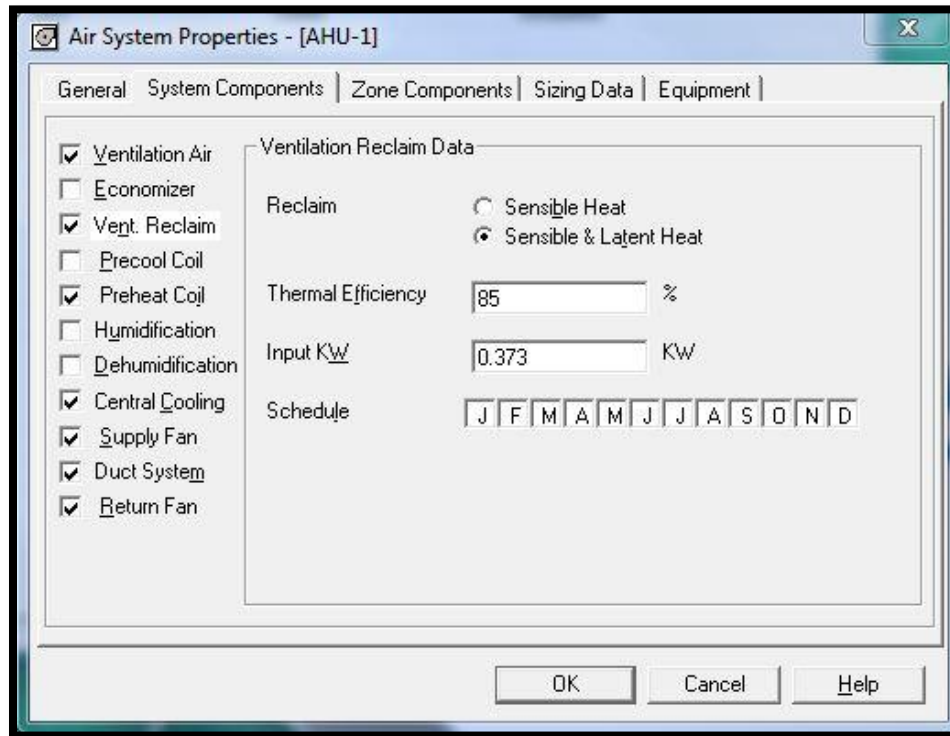 Air System Properties - [AHU-1]
General System Components Zone Components Sizing Data Equipment
Ventilation Air
Economizer
Vent. Reclaim
Precool Coil
Preheat Coil
Humidification
Dehumidification
Central Cooling
Supply Fan
Duct System
Return Fan
Ventilation Reclaim Data
Reclaim
Sensible Heat
Sensible & Latent Heat
Thermal Efficiency 85 %
Input KW 0.373 KW
Schedule J F M A M J J A S O N D
OK Cancel Help